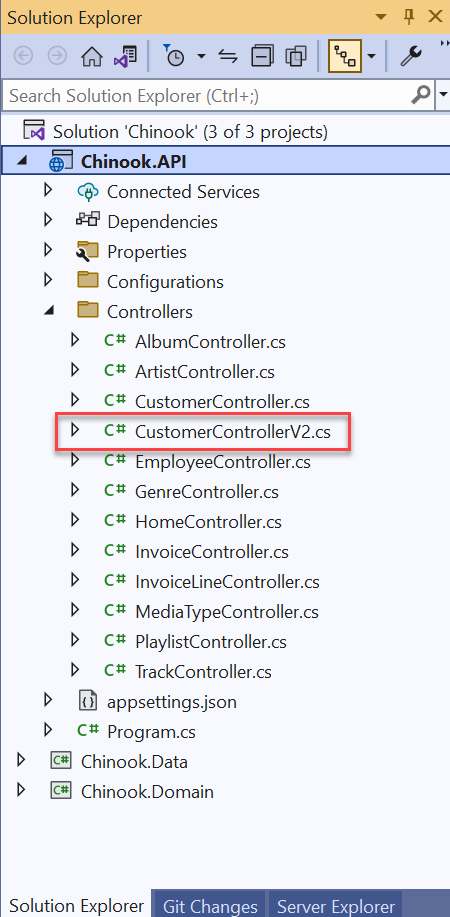 Solution Explorer
Search Solution Explorer (Ctrl+;)
Solution 'Chinook' (3 of 3 projects)
Chinook.API
Connected Services
Dependencies
Properties
Configurations
Controllers
C# AlbumController.cs
C# ArtistController.cs
C# CustomerController.cs
C# CustomerControllerV2.cs
C# EmployeeController.cs
C# GenreController.cs
C# HomeController.cs
C# InvoiceController.cs
C# InvoiceLineController.cs
C# MediaTypeController.cs
C# PlaylistController.cs
C# TrackController.cs
appsettings.json
C# Program.cs
C# Chinook.Data
C# Chinook.Domain
Solution Explorer Git Changes Server Explorer